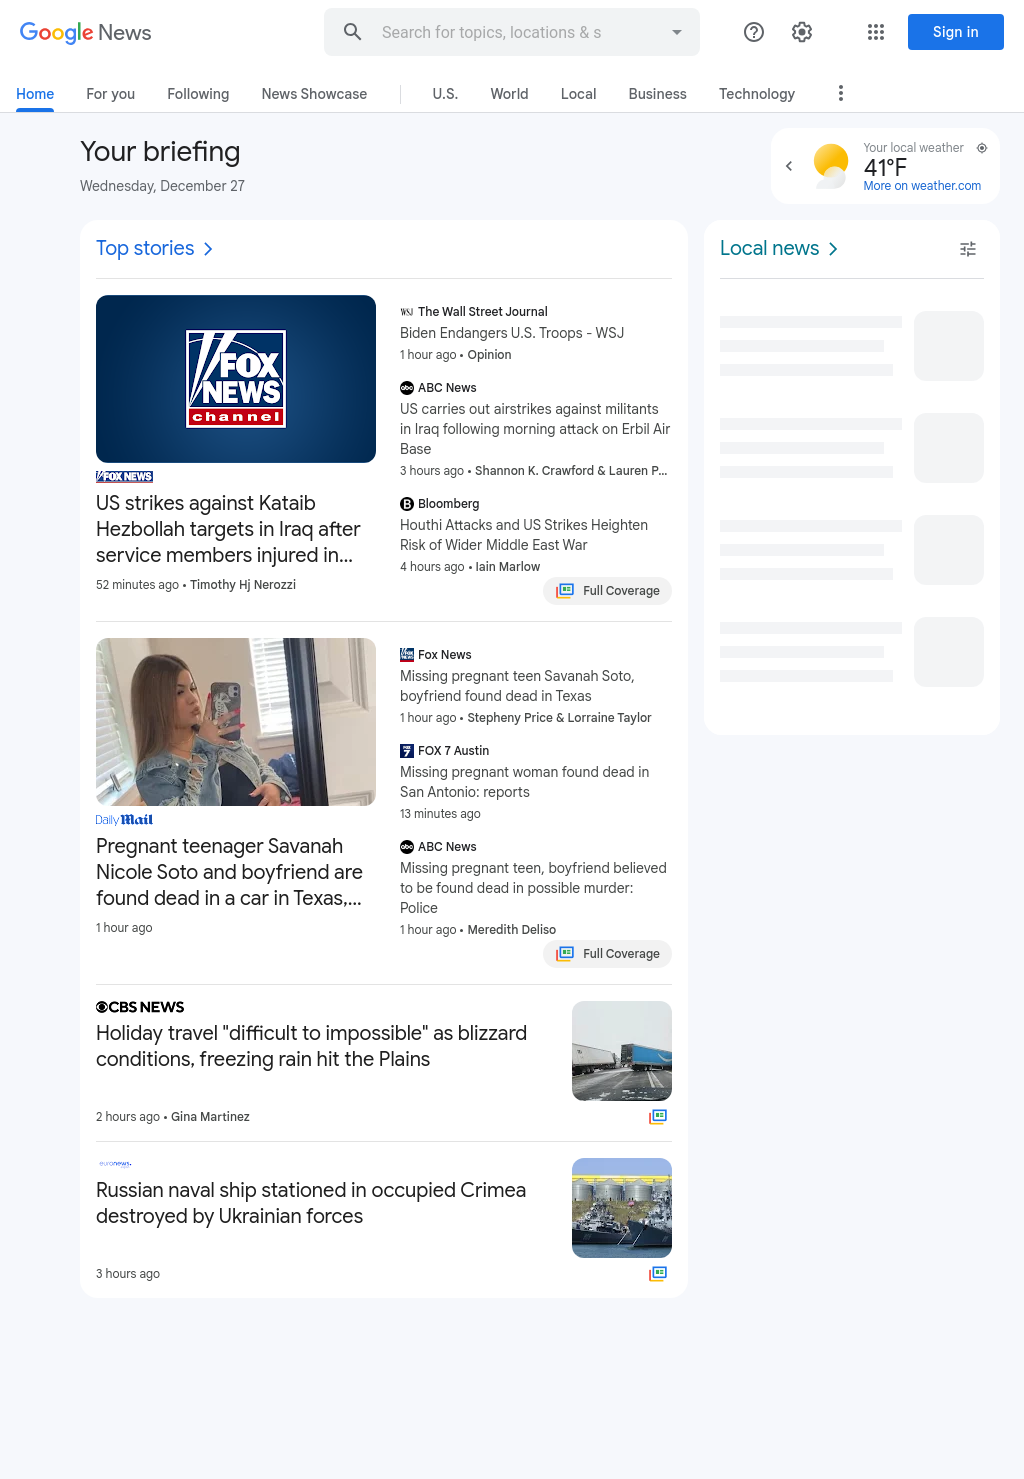 Google News
Search for topics, locations & s
Sign in
Home
For you
Following
News Showcase
U.S.
World
Local
Business
Technology
Your briefing
Wednesday, December 27
Your local weather
41°F
More on weather.com
Top stories
FOX
NEWS
channel
FOX NEWS
US strikes against Kataib
Hezbollah targets in Iraq after
service members injured in...
52 minutes ago • Timothy Hj Nerozzi
WSJ The Wall Street Journal
Biden Endangers U.S. Troops - WSJ
1 hour ago • Opinion
abc ABC News
US carries out airstrikes against militants
in Iraq following morning attack on Erbil Air
Base
3 hours ago • Shannon K. Crawford & Lauren P...
B Bloomberg
Houthi Attacks and US Strikes Heighten
Risk of Wider Middle East War
4 hours ago • Iain Marlow
Full Coverage
Daily Mail
Pregnant teenager Savanah
Nicole Soto and boyfriend are
found dead in a car in Texas,...
1 hour ago
Fox News
Missing pregnant teen Savanah Soto,
boyfriend found dead in Texas
1 hour ago • Stepheny Price & Lorraine Taylor
FOX 7 Austin
Missing pregnant woman found dead in
San Antonio: reports
13 minutes ago
abc ABC News
Missing pregnant teen, boyfriend believed
to be found dead in possible murder:
Police
1 hour ago • Meredith Deliso
Full Coverage
CBS NEWS
Holiday travel "difficult to impossible" as blizzard
conditions, freezing rain hit the Plains
2 hours ago • Gina Martinez
euronews.
Russian naval ship stationed in occupied Crimea
destroyed by Ukrainian forces
3 hours ago
Local news